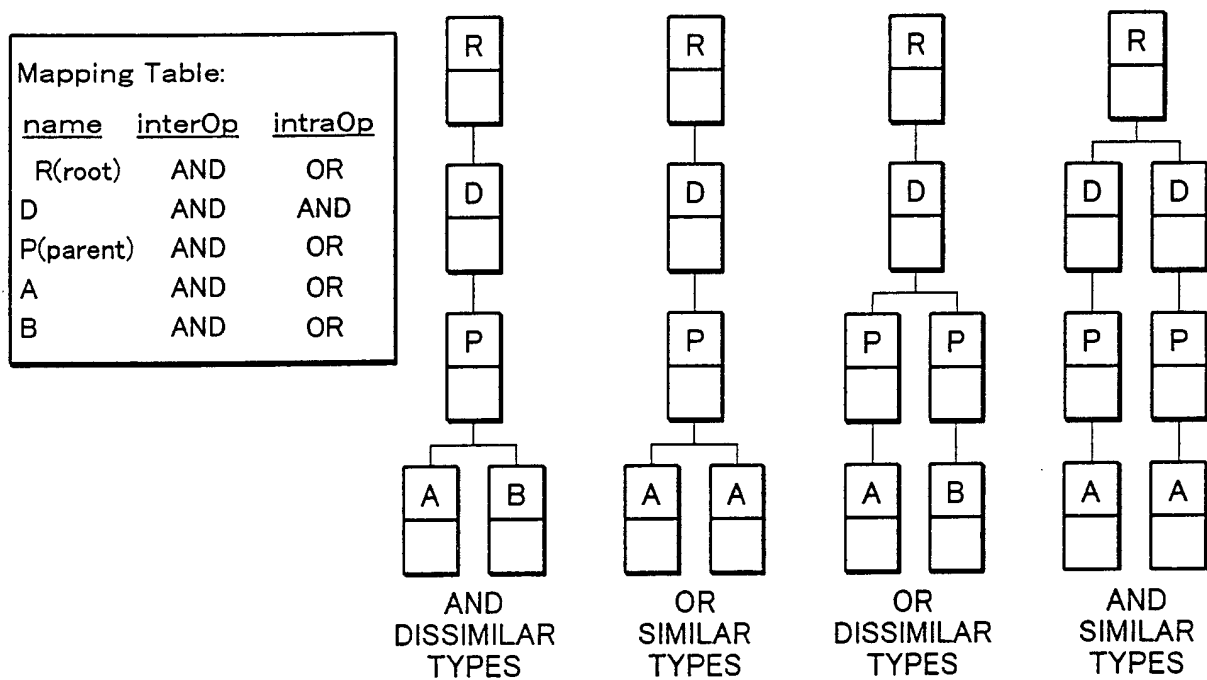 Mapping Table:
name interOp intraOp
R(root) AND OR
D AND AND
P(parent) AND OR
A AND OR
B AND OR
R
D
P
A B
AND
DISSIMILAR
TYPES
R
D
P
A A
OR
SIMILAR
TYPES
R
D
P P
A B
OR
DISSIMILAR
TYPES
R
D D
P P
A A
AND
SIMILAR
TYPES